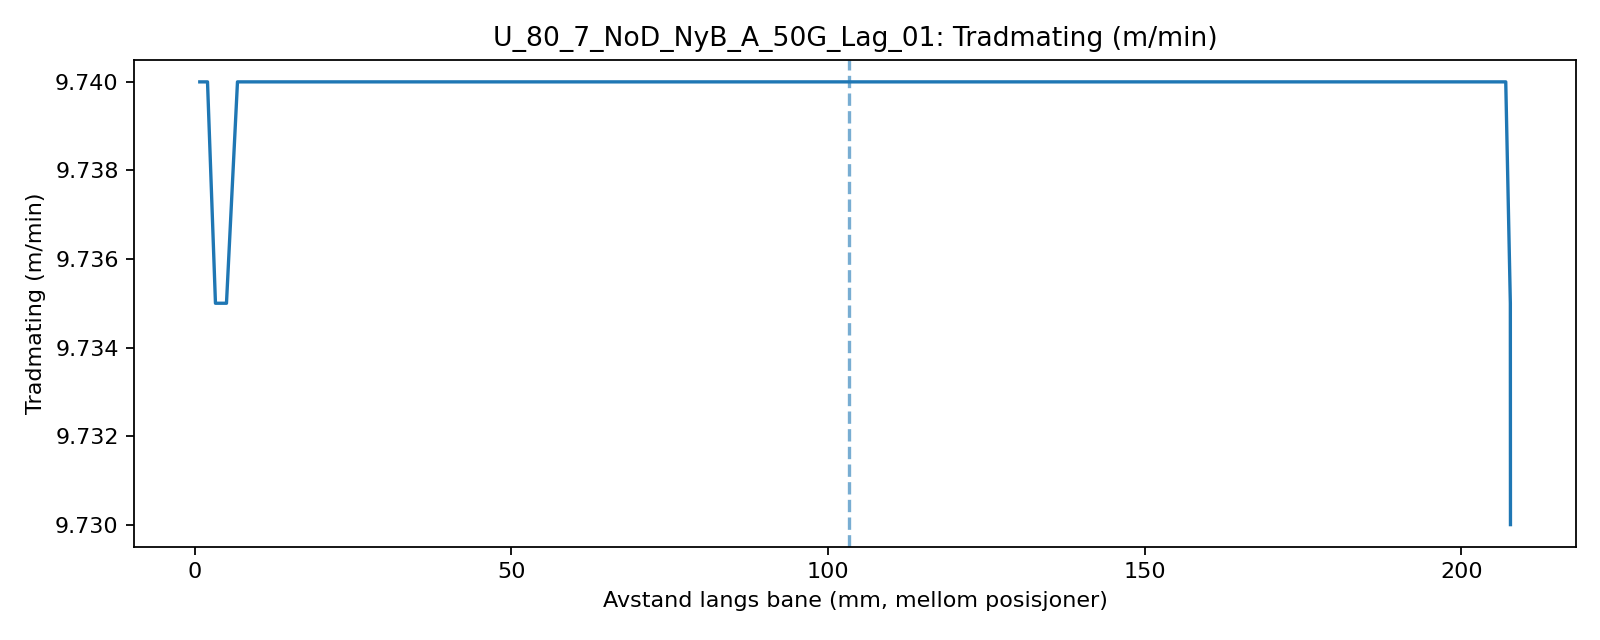 U_80_7_NoD_NyB_A_50G_Lag_01: Tradmating (m/min)
Tradmating (m/min)
9.740
9.738
9.736
9.734
9.732
9.730
0 50 100 150 200
Avstand langs bane (mm, mellom posisjoner)